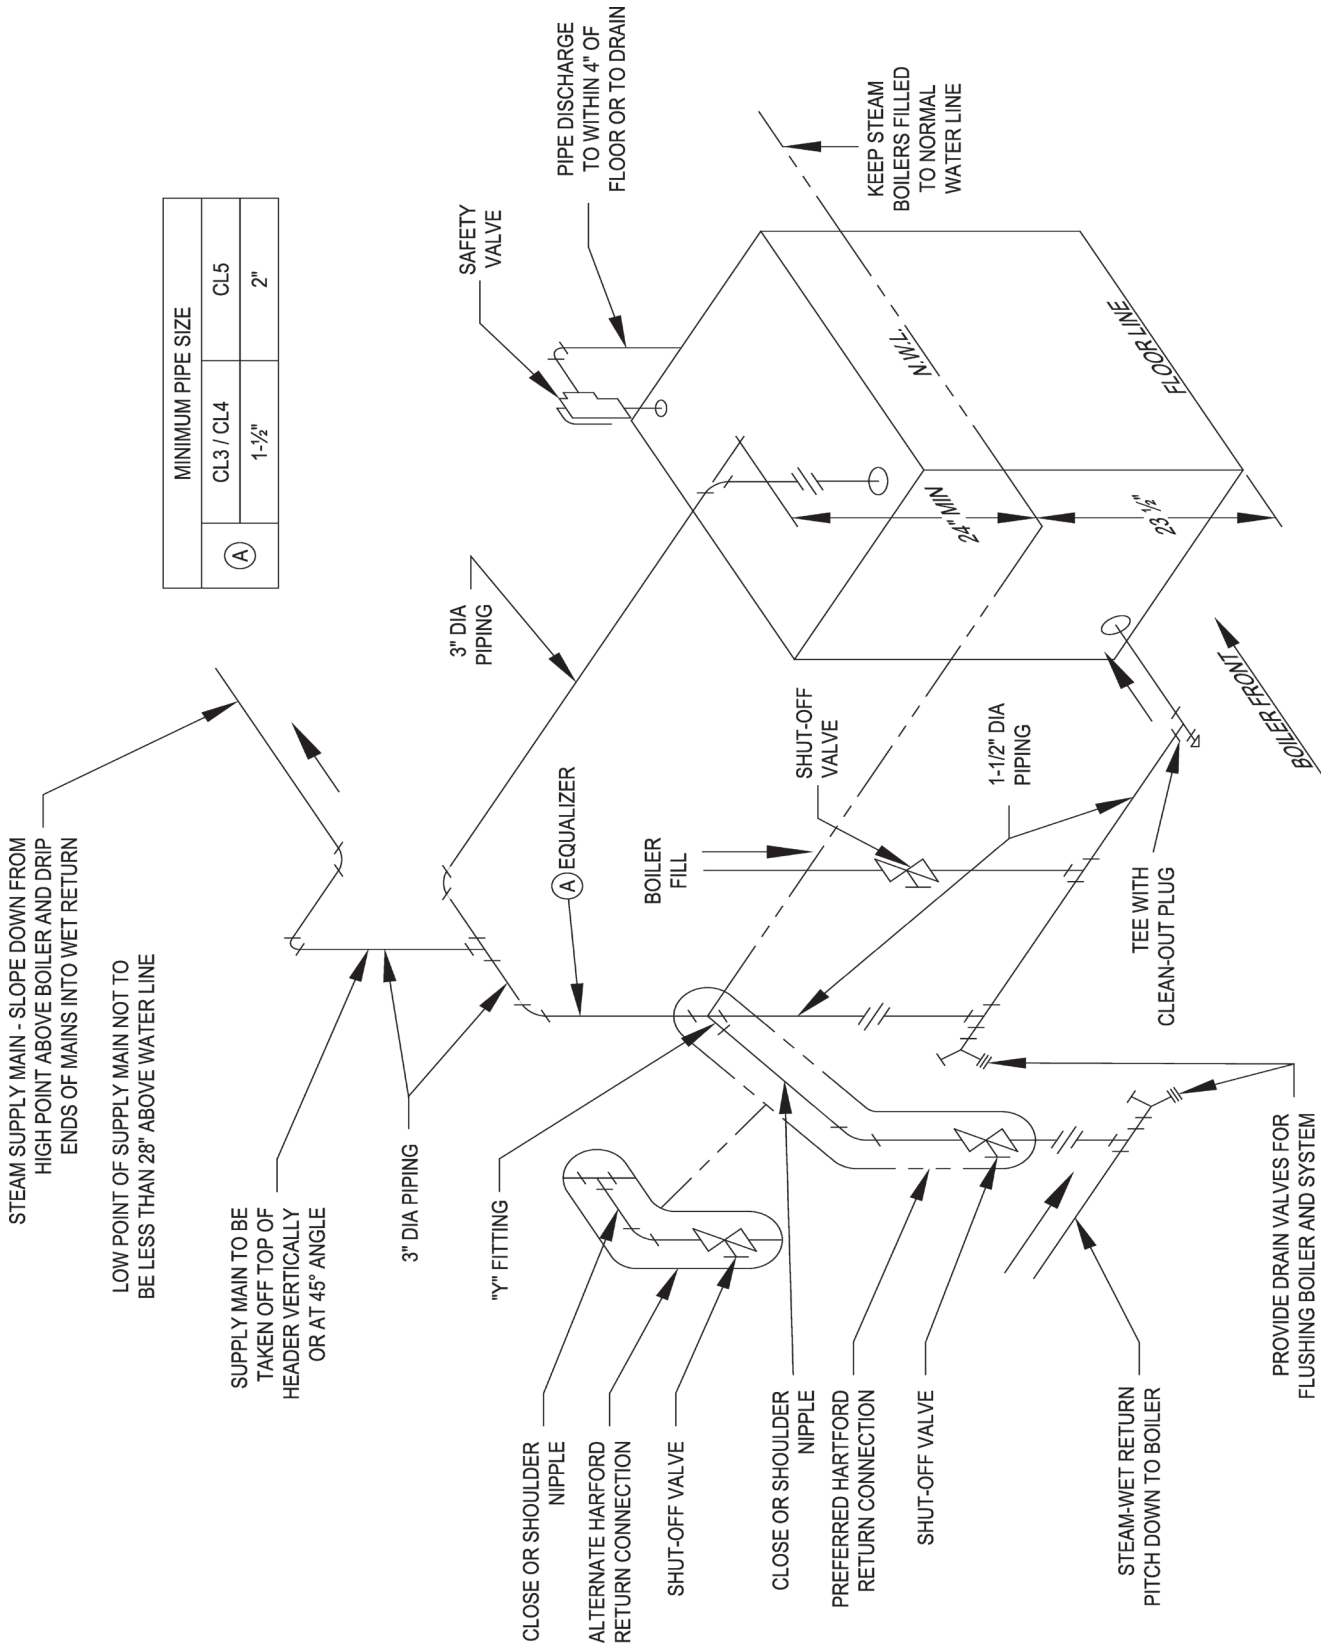 STEAM SUPPLY MAIN - SLOPE DOWN FROM
HIGH POINT ABOVE BOILER AND DRIP
ENDS OF MAINS INTO WET RETURN
LOW POINT OF SUPPLY MAIN NOT TO
BE LESS THAN 28" ABOVE WATER LINE
SUPPLY MAIN TO BE
TAKEN OFF TOP OF
HEADER VERTICALLY
OR AT 45° ANGLE
3" DIA PIPING
"Y" FITTING
CLOSE OR SHOULDER
NIPPLE
ALTERNATE HARFORD
RETURN CONNECTION
SHUT-OFF VALVE
CLOSE OR SHOULDER
NIPPLE
PREFERRED HARTFORD
RETURN CONNECTION
SHUT-OFF VALVE
STEAM-WET RETURN
PITCH DOWN TO BOILER
PROVIDE DRAIN VALVES FOR
FLUSHING BOILER AND SYSTEM
MINIMUM PIPE SIZE
A
CL3 / CL4
CL5
1-½"
2"
3" DIA
PIPING
A EQUALIZER
BOILER
FILL
SHUT-OFF
VALVE
1-1/2" DIA
PIPING
TEE WITH
CLEAN-OUT PLUG
BOILER FRONT
SAFETY
VALVE
PIPE DISCHARGE
TO WITHIN 4" OF
FLOOR OR TO DRAIN
KEEP STEAM
BOILERS FILLED
TO NORMAL
WATER LINE
N.W.L.
24" MIN
23 ½"
FLOOR LINE